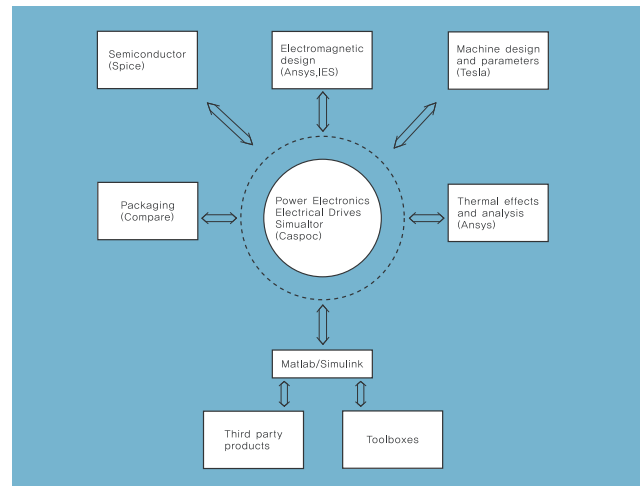 Semiconductor
(Spice)
Electromagnetic
design
(Ansys,IES)
Machine design
and parameters
(Tesla)
Packaging
(Compare)
Power Electronics
Electrical Drives
Simualtor
(Caspoc)
Thermal effects
and analysis
(Ansys)
Matlab/Simulink
Third party
products
Toolboxes